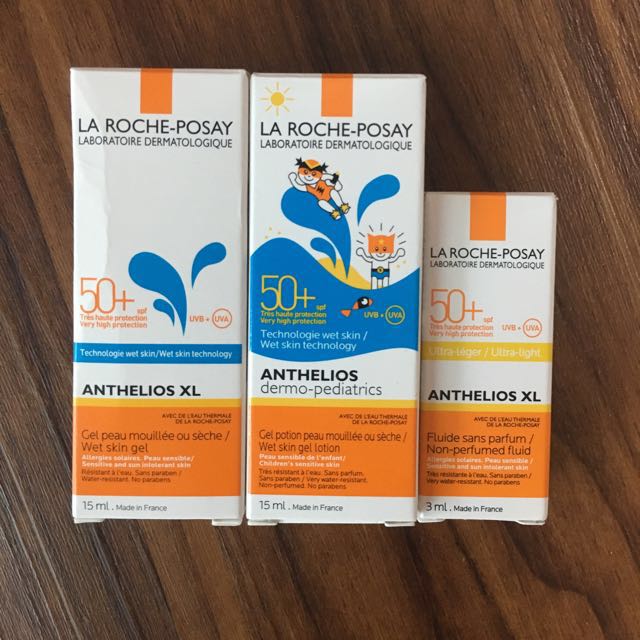 LA ROCHE-POSAY
LABORATOIRE DERMATOLOGIQUE
50+ spf
Très haute protection
Very high protection
UVB + UVA
Technologie wet skin/Wet skin technology
ANTHELIOS XL
AVEC DE L'EAU THERMALE
DE LA ROCHE-POSAY
Gel peau mouillée ou sèche /
Wet skin gel
Allergies solaires. Peau sensible/
Sensitive and sun intolerant skin
Résistant à l'eau. Sans paraben/
Water-resistant. No parabens
15 ml. Made in France
LA ROCHE-POSAY
LABORATOIRE DERMATOLOGIQUE
50+ spf
Très haute protection
Very high protection
UVB + UVA
Technologie wet skin /
Wet skin technology
ANTHELIOS
dermo-pediatrics
AVEC DE L'EAU THERMALE
DE LA ROCHE-POSAY
Gel potion peau mouillée ou sèche/
Wet skin gel lotion
Peau sensible de l'enfant/
Children's sensitive skin
Très résistant à l'eau. Sans parfum.
Sans paraben / Very water-resistant.
Non-perfumed. No parabens
15 ml. Made in France
LA ROCHE-POSAY
LABORATOIRE DERMATOLOGIQUE
50+ spf
Très haute protection
Very high protection
UVB + UVA
Ultra-léger / Ultra-light
ANTHELIOS XL
AVEC DE L'EAU THERMALE
DE LA ROCHE-POSAY
Fluide sans parfum /
Non-perfumed fluid
Allergies solaires. Peau sensible/
Sensitive and sun intolerant skin
Très résistant à l'eau. Sans
paraben / Very water-resistant.
No parabens
3 ml. Made in France